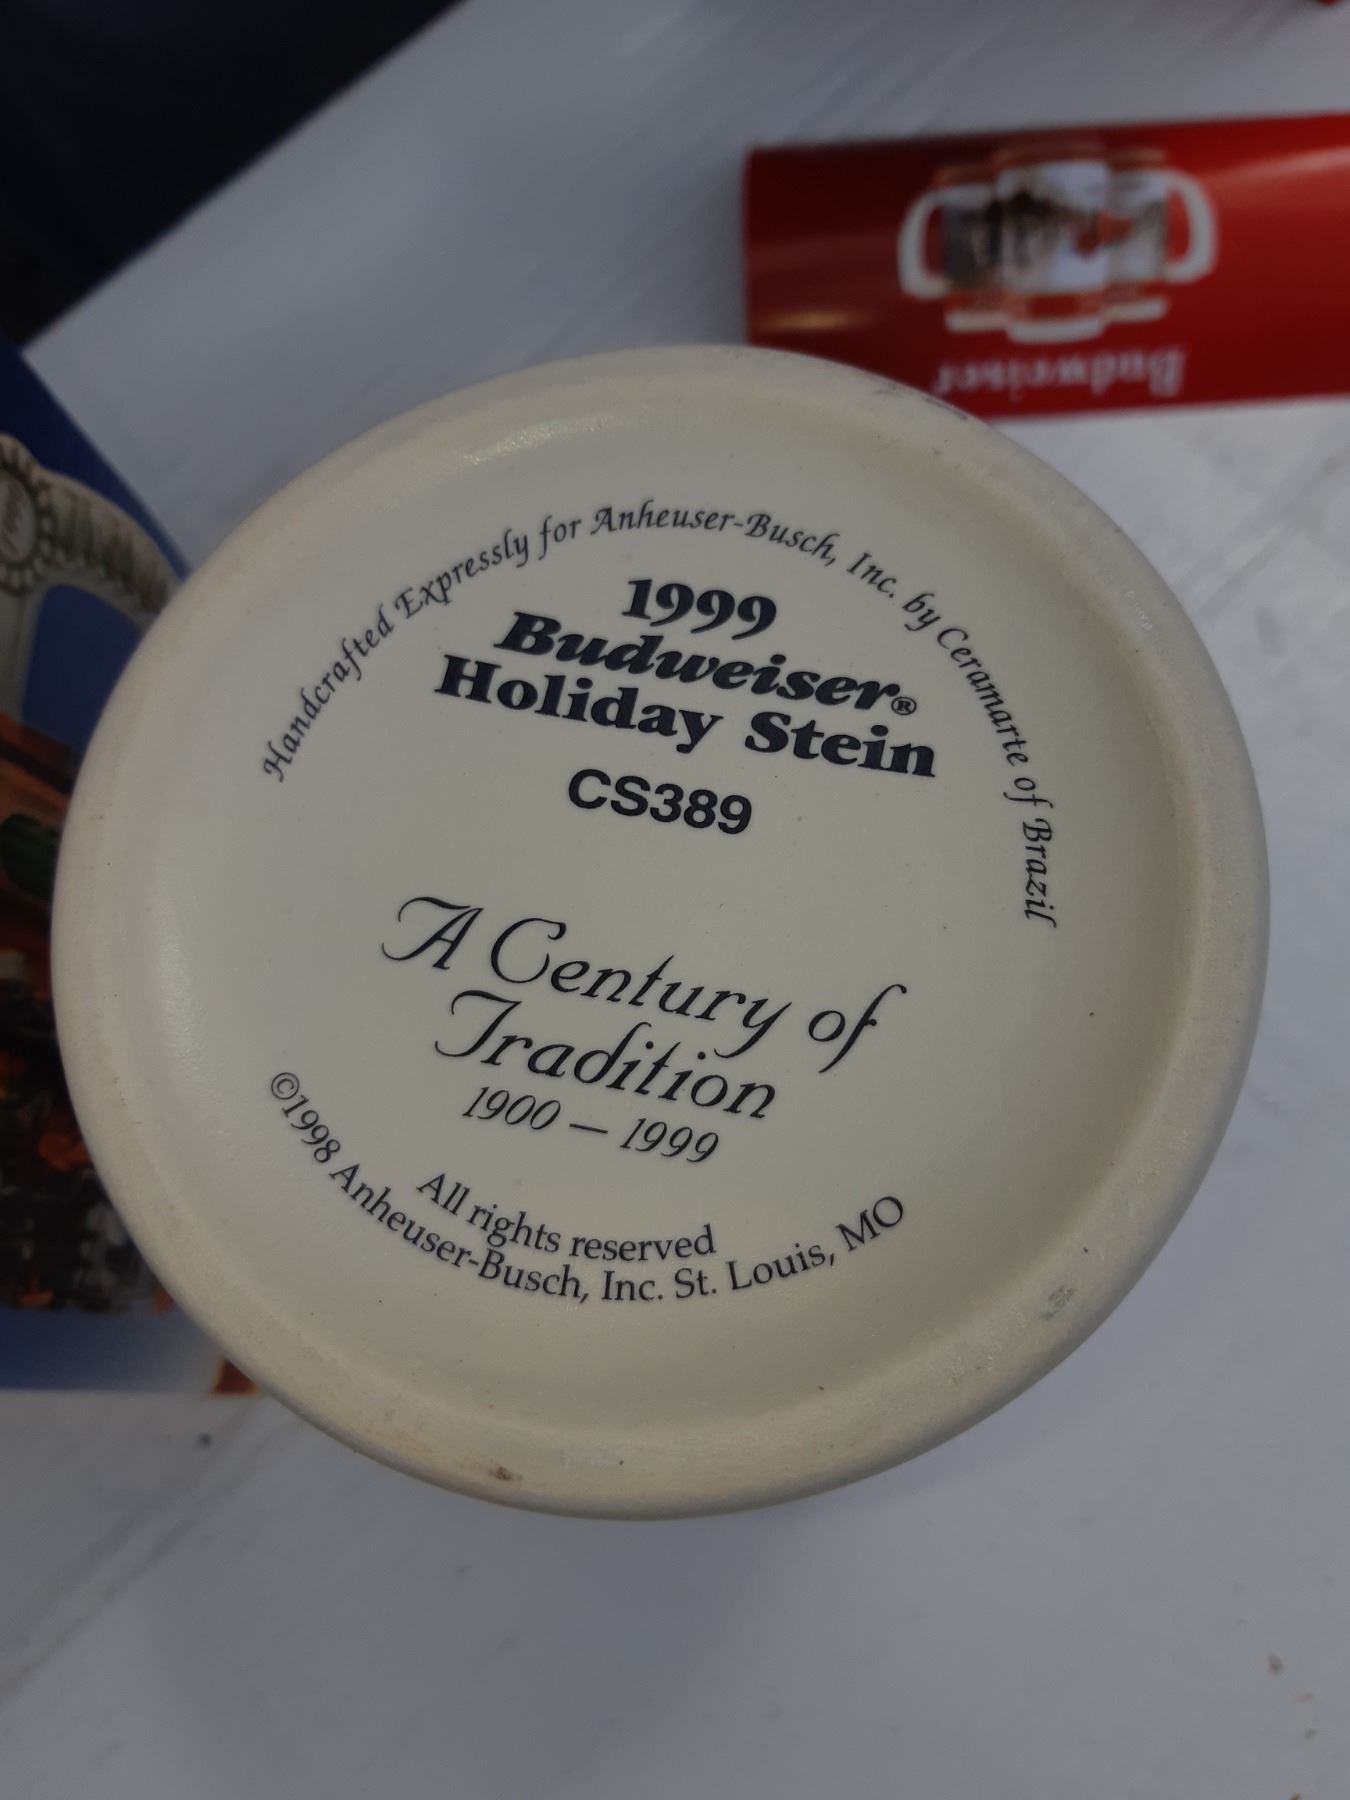 Budweiser
Handcrafted Expressly for Anheuser-Busch, Inc. by Ceramarte of Brazil
1999
Budweiser®
Holiday Stein
CS389
A Century of
Tradition
1900 — 1999
All rights reserved
©1998 Anheuser-Busch, Inc. St. Louis, MO